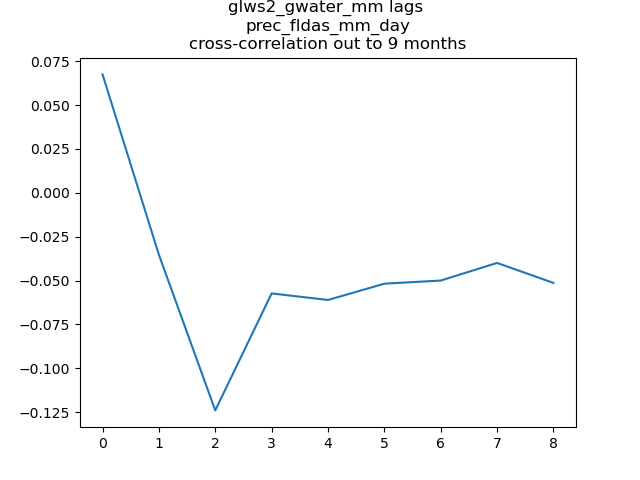 glws2_gwater_mm lags
prec_fldas_mm_day
cross-correlation out to 9 months
0.075
0.050
0.025
0.000
−0.025
−0.050
−0.075
−0.100
−0.125
0 1 2 3 4 5 6 7 8